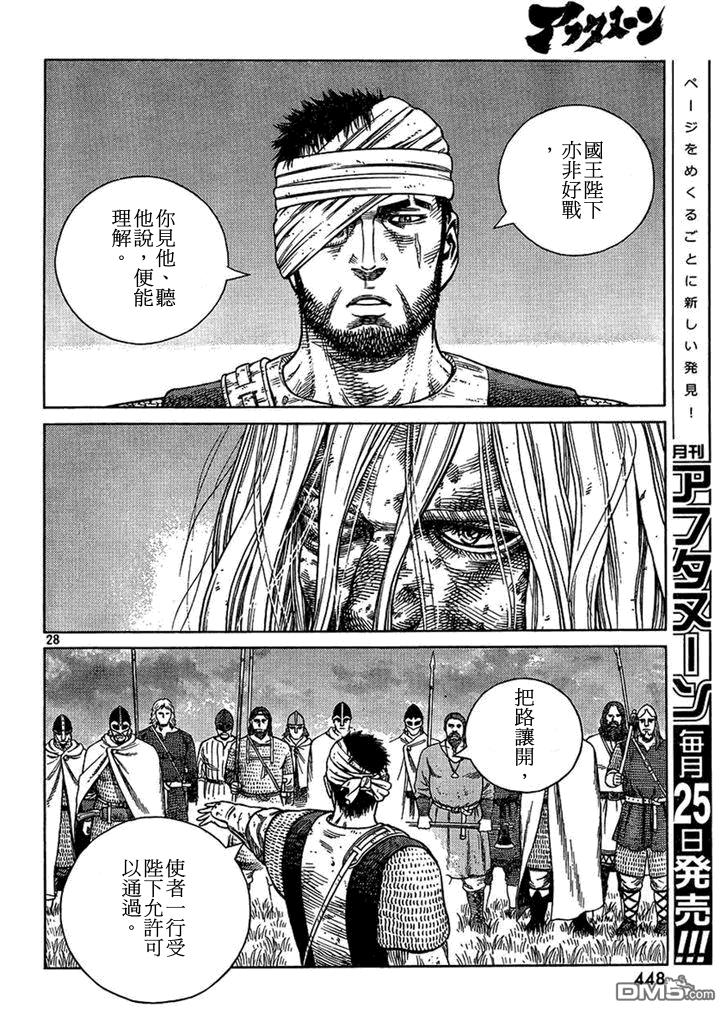 アフタヌーン
ページをめくるごとに新しい発見！
月刊
アフタヌーン
毎月25日発売!!!
國王陛下
亦非好戰
，
你見他、聽
他說，便能
理解。
28
把路讓開，
使者一行受
陛下允許可
以通過。
448
DM5.com